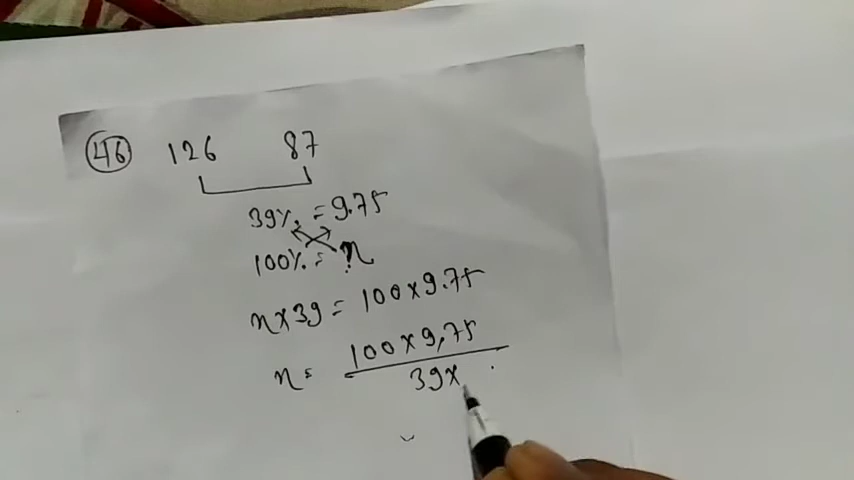 46 126 87
39% = 9.75
100% = n
n×39 = 100×9.75
n= 100×9,75
39×